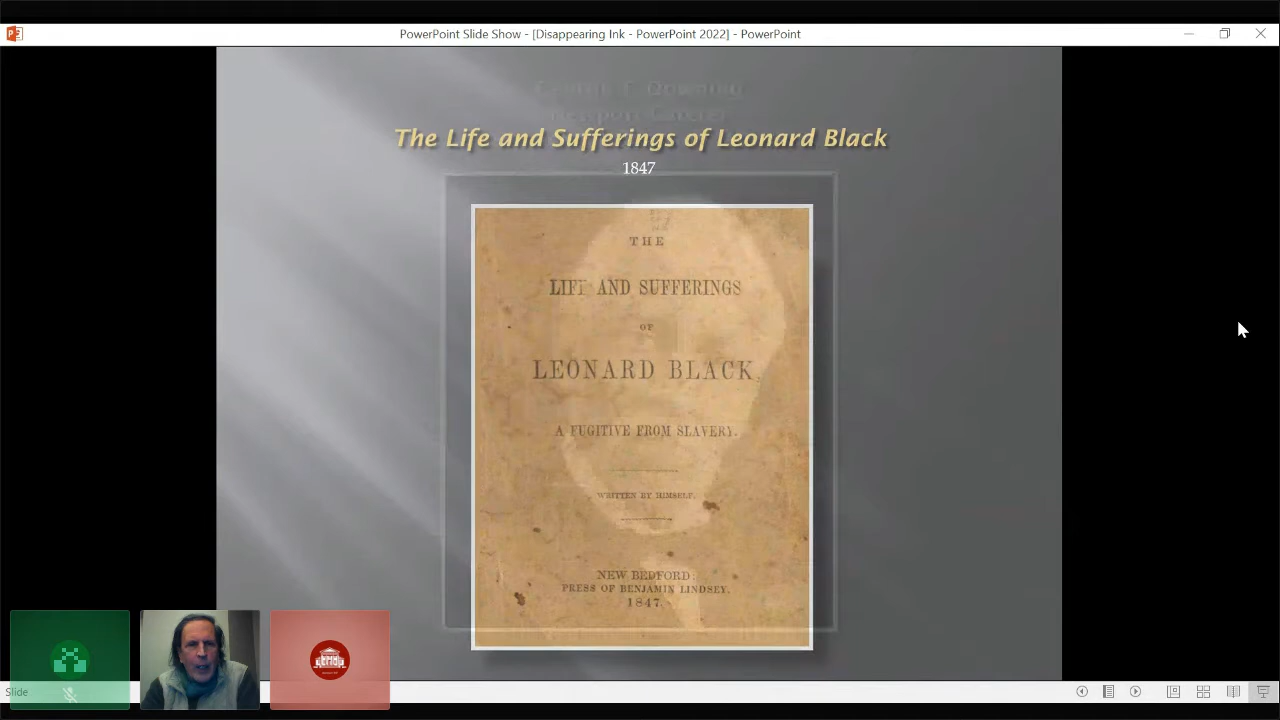 PowerPoint Slide Show - [Disappearing Ink - PowerPoint 2022] - PowerPoint
The Life and Sufferings of Leonard Black
1847
THE
LIFE AND SUFFERINGS
OF
LEONARD BLACK,
A FUGITIVE FROM SLAVERY.
WRITTEN BY HIMSELF.
NEW BEDFORD:
PRESS OF BENJAMIN LINDSEY.
1847.
Slide